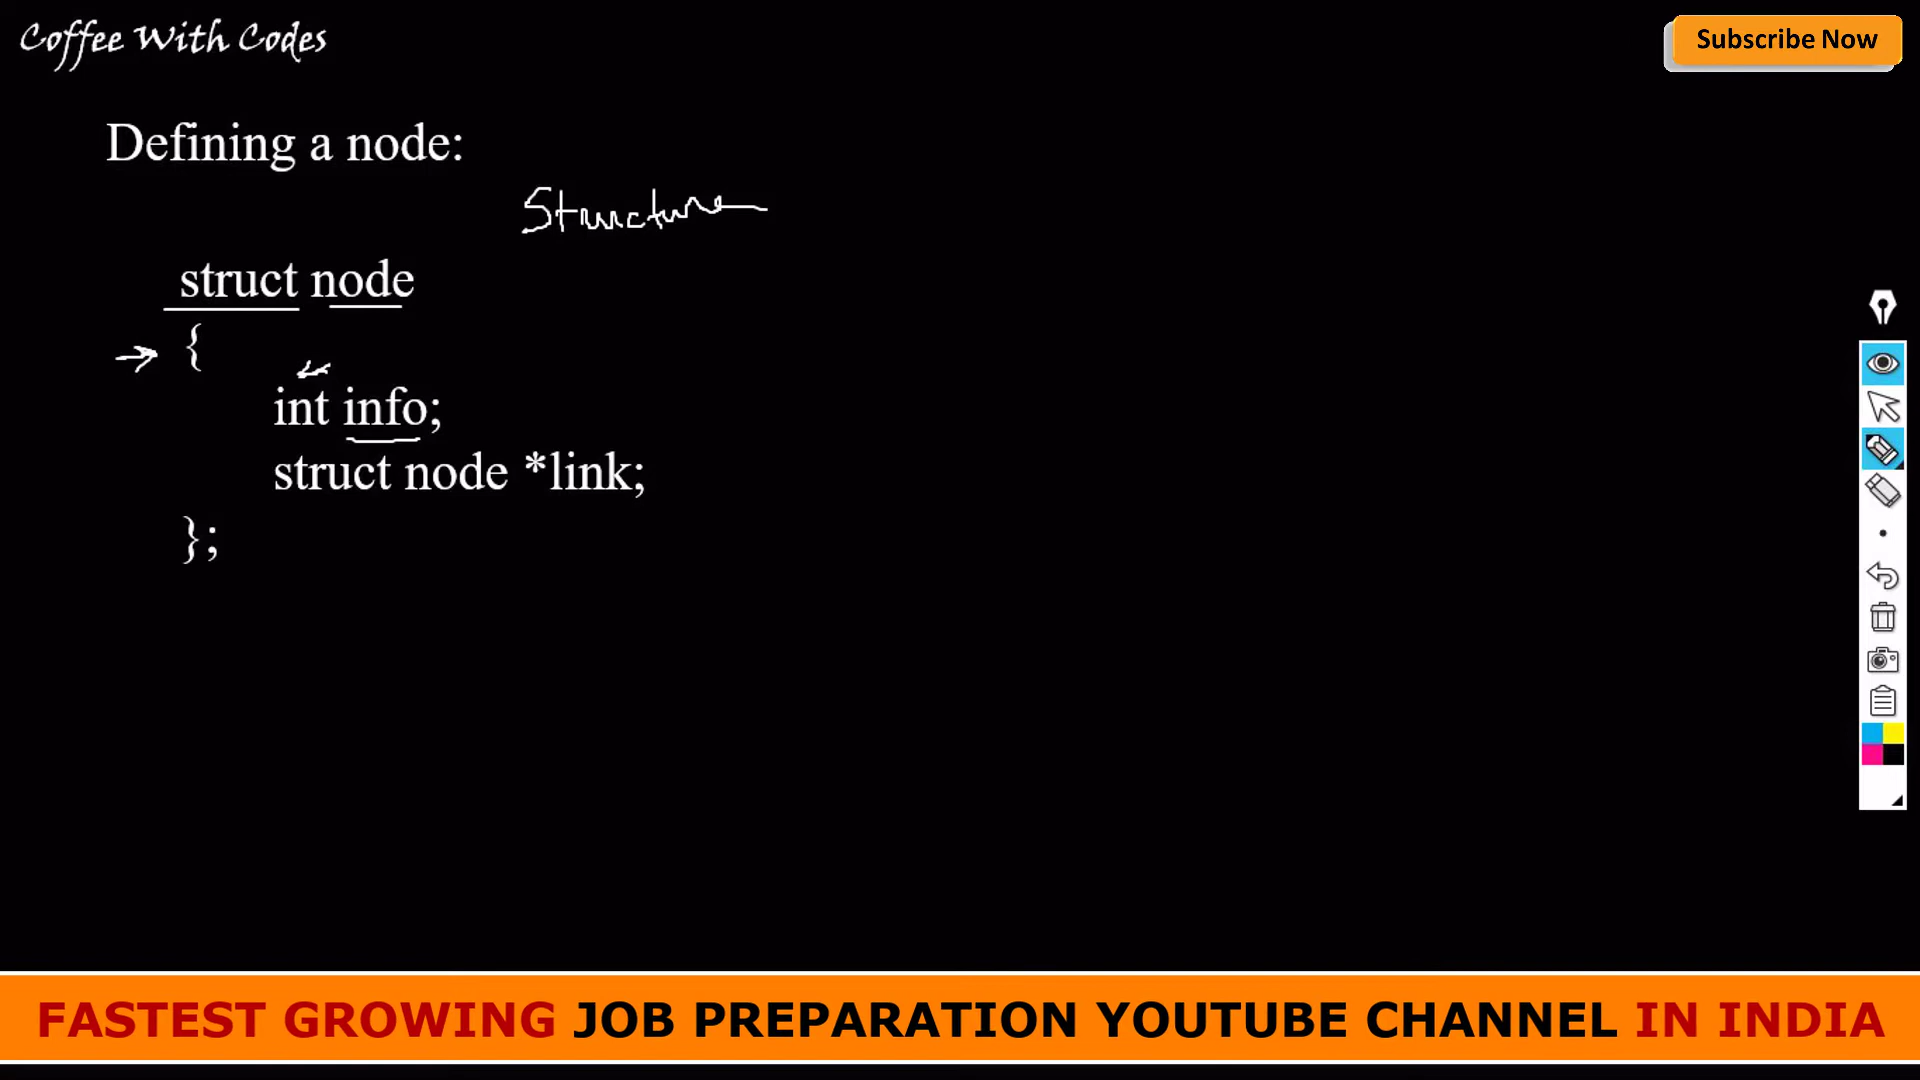 Coffee With Codes
Subscribe Now
Defining a node:
Structure
struct node
{
int info;
struct node *link;
};
FASTEST GROWING JOB PREPARATION YOUTUBE CHANNEL IN INDIA